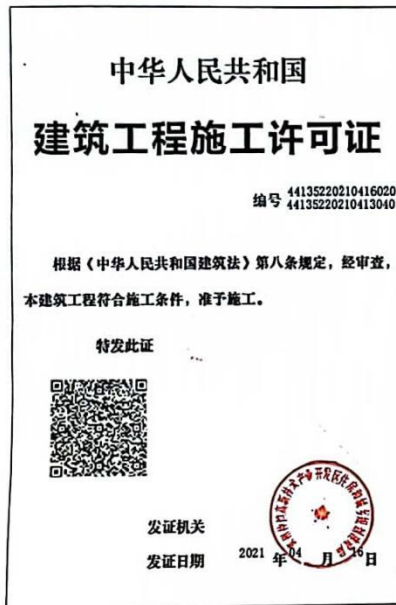 中华人民共和国
建筑工程施工许可证
编号 441352202104160201
441352202104130401
根据《中华人民共和国建筑法》第八条规定，经审查，
本建筑工程符合施工条件，准予施工。
特发此证
发证机关
发证日期 2021 年 04 月 16 日